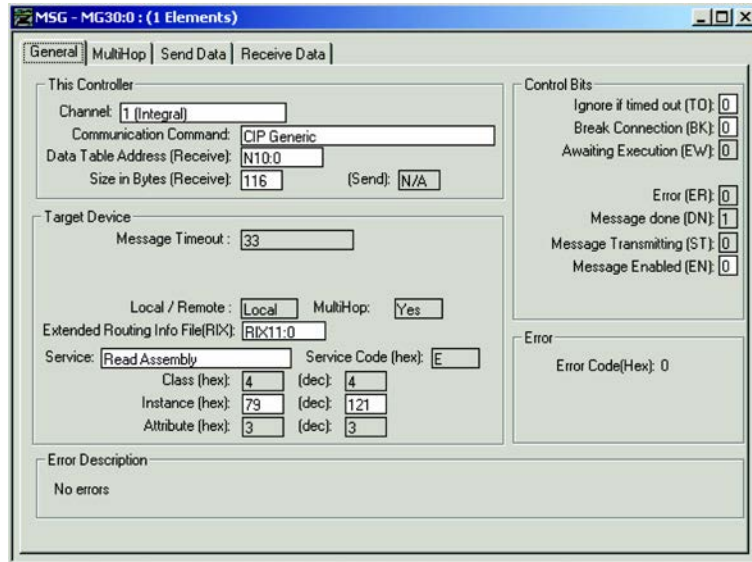 MSG - MG30:0 : (1 Elements)
General MultiHop Send Data Receive Data
This Controller
Channel: 1 (Integral)
Communication Command: CIP Generic
Data Table Address (Receive): N10:0
Size in Bytes (Receive): 116 (Send): N/A
Target Device
Message Timeout : 33
Local / Remote : Local MultiHop: Yes
Extended Routing Info File(RIX): RIX11:0
Service: Read Assembly Service Code (hex): E
Class (hex): 4 (dec): 4
Instance (hex): 79 (dec): 121
Attribute (hex): 3 (dec): 3
Control Bits
Ignore if timed out (TO): 0
Break Connection (BK): 0
Awaiting Execution (EW): 0
Error (ER): 0
Message done (DN): 1
Message Transmitting (ST): 0
Message Enabled (EN): 0
Error
Error Code(Hex): 0
Error Description
No errors